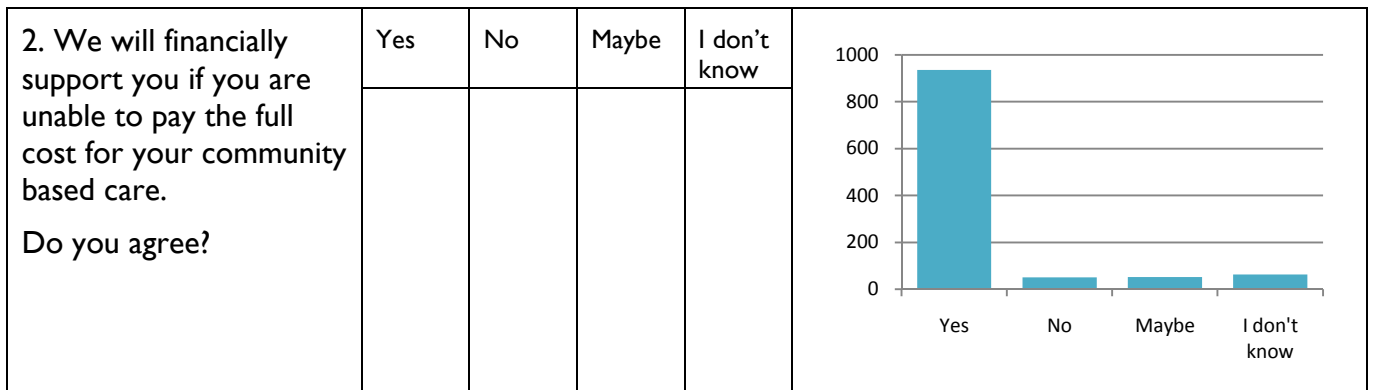 2. We will financially
support you if you are
unable to pay the full
cost for your community
based care.
Do you agree?
Yes
No
Maybe
I don’t
know
1000
800
600
400
200
0
Yes
No
Maybe
I don't
know